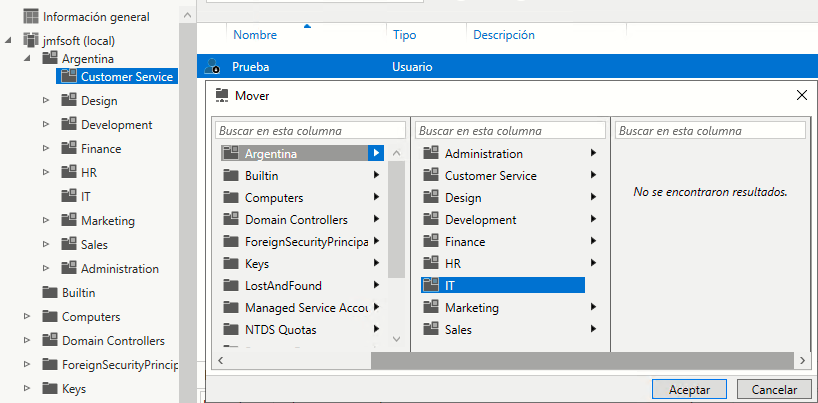 Información general
jmfsoft (local)
Argentina
Customer Service
Design
Development
Finance
HR
IT
Marketing
Sales
Administration
Builtin
Computers
Domain Controllers
ForeignSecurityPrincip
Keys
Nombre Tipo Descripción
Prueba Usuario
Mover
Buscar en esta columna
Argentina
Builtin
Computers
Domain Controllers
ForeignSecurityPrincipa
Keys
LostAndFound
Managed Service Accou
NTDS Quotas
Buscar en esta columna
Administration
Customer Service
Design
Development
Finance
HR
IT
Marketing
Sales
Buscar en esta columna
No se encontraron resultados.
Aceptar Cancelar